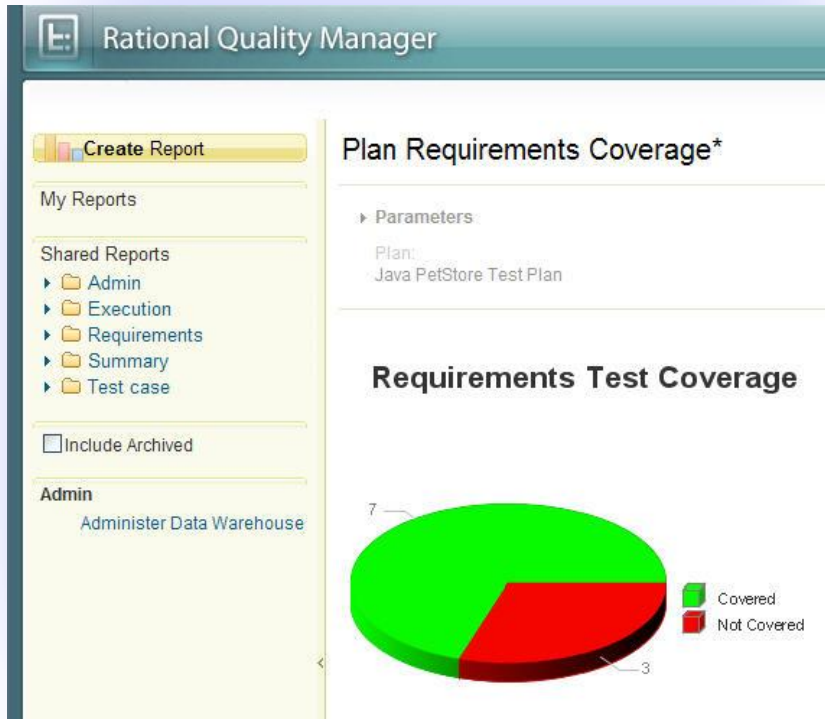 Rational Quality Manager
Create Report
My Reports
Shared Reports
Admin
Execution
Requirements
Summary
Test case
Include Archived
Admin
Administer Data Warehouse
Plan Requirements Coverage*
Parameters
Plan:
Java PetStore Test Plan
Requirements Test Coverage
7
Covered
Not Covered
3